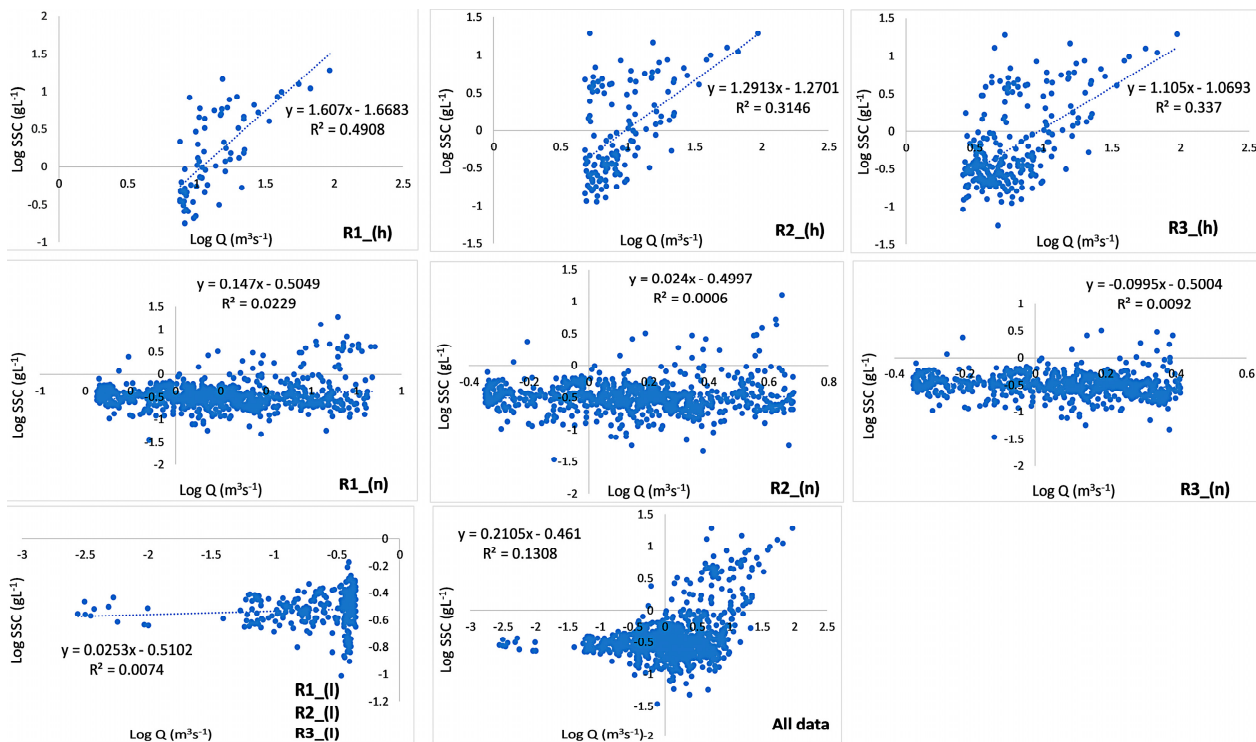 2
1.5
1
0.5
0
-0.5
-1
0
0.5
1
1.5
2
2.5
Log SSC (gL⁻¹)
Log Q (m³s⁻¹)
y = 1.607x - 1.6683
R² = 0.4908
R1_(h)
1.5
1
0.5
0
-0.5
-1
-1.5
0
0.5
1
1.5
2
2.5
Log SSC (gL⁻¹)
Log Q (m³s⁻¹)
y = 1.2913x - 1.2701
R² = 0.3146
R2_(h)
1.5
1
0.5
0
-0.5
-1
-1.5
0
0.5
1
1.5
2
2.5
Log SSC (gL⁻¹)
Log Q (m³s⁻¹)
y = 1.105x - 1.0693
R² = 0.337
R3_(h)
y = 0.147x - 0.5049
R² = 0.0229
1.5
1
0.5
0
-0.5
-1
-1.5
-2
-1
0
0
0
0
1
1
Log SSC (gL⁻¹)
Log Q (m³s⁻¹)
R1_(n)
y = 0.024x - 0.4997
R² = 0.0006
1.5
1
0.5
0
-0.5
-1
-1.5
-2
-0.4
-0.2
0
0.2
0.4
0.6
0.8
Log SSC (gL⁻¹)
Log Q (m³s⁻¹)
R2_(n)
y = -0.0995x - 0.5004
R² = 0.0092
1
0.5
0
-0.5
-1
-1.5
-2
-0.4
-0.2
0
0.2
0.4
0.6
Log SSC (gL⁻¹)
Log Q (m³s⁻¹)
R3_(n)
-3
-2.5
-2
-1.5
-1
-0.5
0
0
-0.2
-0.4
-0.6
-0.8
-1
-1.2
Log SSC (gL⁻¹)
y = 0.0253x - 0.5102
R² = 0.0074
R1_(l)
R2_(l)
R3_(l)
Log Q (m³s⁻¹)
y = 0.2105x - 0.461
R² = 0.1308
1.5
1
0.5
0
-0.5
-1
-1.5
-2
-3
-2.5
-2
-1.5
-1
-0.5
0
0.5
1
1.5
2
2.5
Log SSC (gL⁻¹)
Log Q (m³s⁻¹)
All data